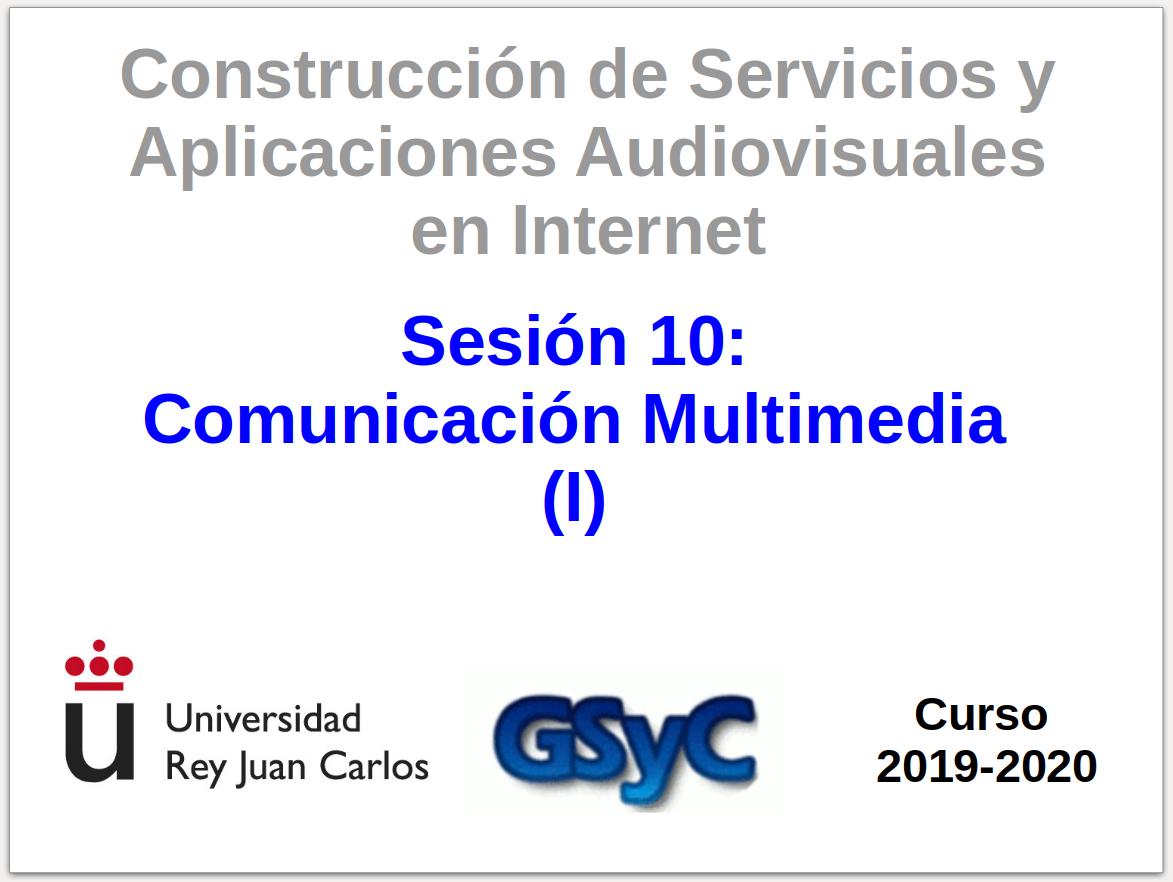 Construcción de Servicios y
Aplicaciones Audiovisuales
en Internet
Sesión 10:
Comunicación Multimedia
(I)
u Universidad
Rey Juan Carlos
GSyC
Curso
2019-2020